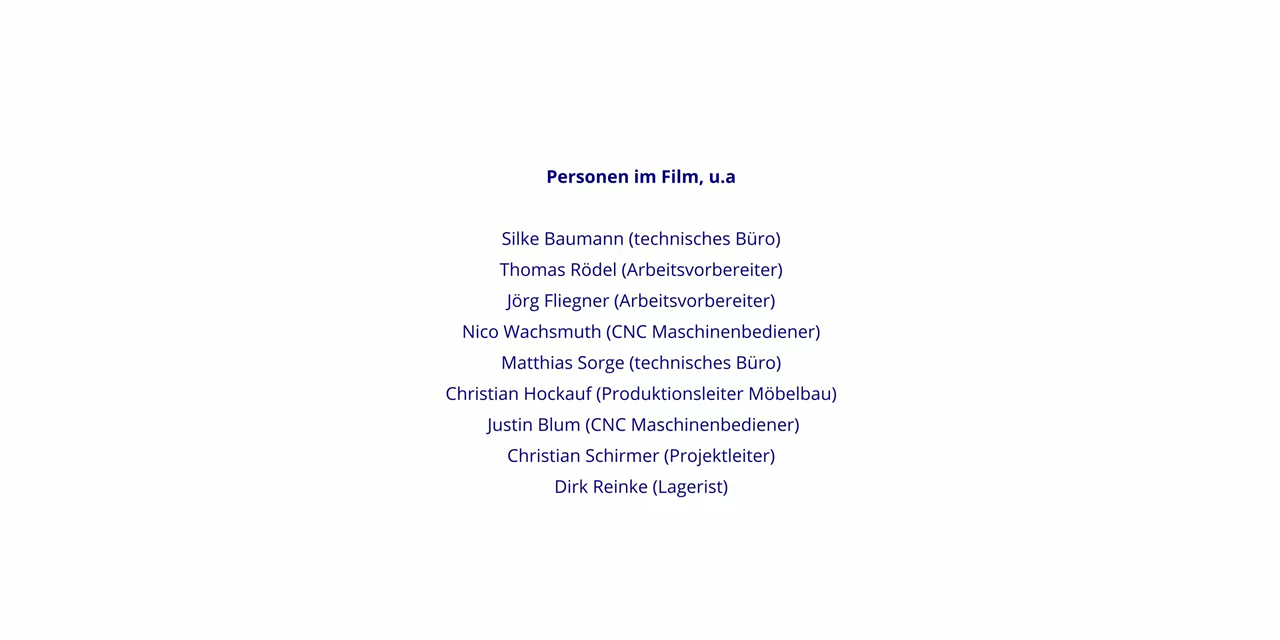 Personen im Film, u.a
Silke Baumann (technisches Büro)
Thomas Rödel (Arbeitsvorbereiter)
Jörg Fliegner (Arbeitsvorbereiter)
Nico Wachsmuth (CNC Maschinenbediener)
Matthias Sorge (technisches Büro)
Christian Hockauf (Produktionsleiter Möbelbau)
Justin Blum (CNC Maschinenbediener)
Christian Schirmer (Projektleiter)
Dirk Reinke (Lagerist)